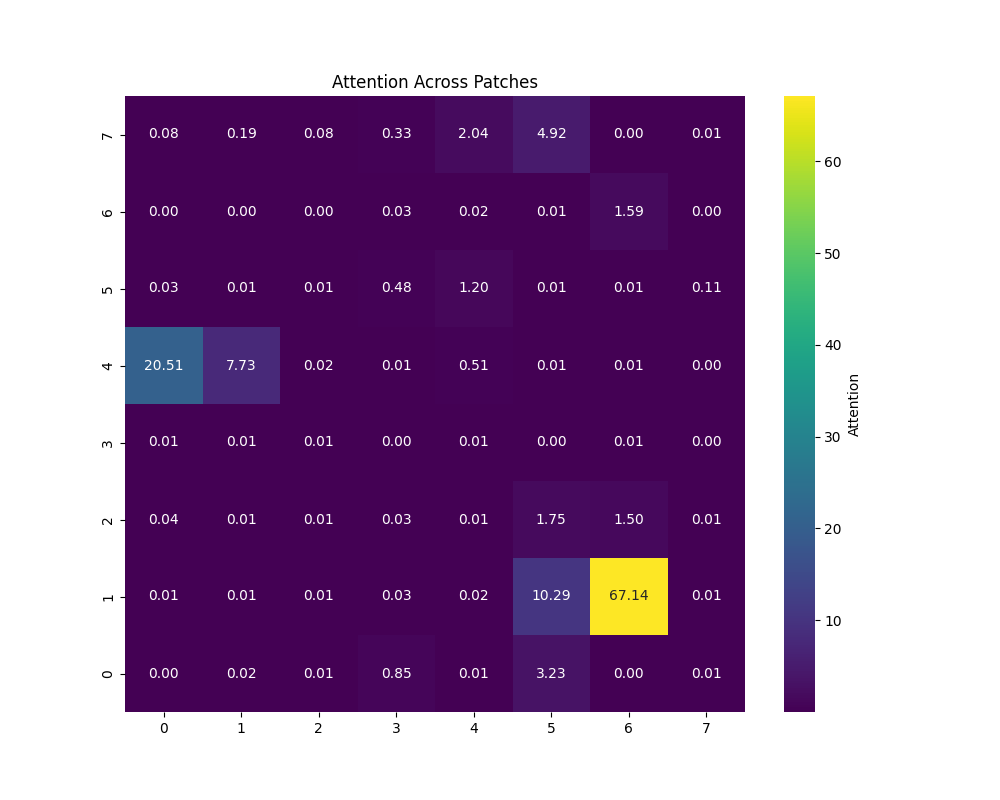 Attention Across Patches
7 0.08 0.19 0.08 0.33 2.04 4.92 0.00 0.01
60
6 0.00 0.00 0.00 0.03 0.02 0.01 1.59 0.00
50
5 0.03 0.01 0.01 0.48 1.20 0.01 0.01 0.11
40
4 20.51 7.73 0.02 0.01 0.51 0.01 0.01 0.00
Attention
30
3 0.01 0.01 0.01 0.00 0.01 0.00 0.01 0.00
20
2 0.04 0.01 0.01 0.03 0.01 1.75 1.50 0.01
1 0.01 0.01 0.01 0.03 0.02 10.29 67.14 0.01
10
0 0.00 0.02 0.01 0.85 0.01 3.23 0.00 0.01
0 1 2 3 4 5 6 7